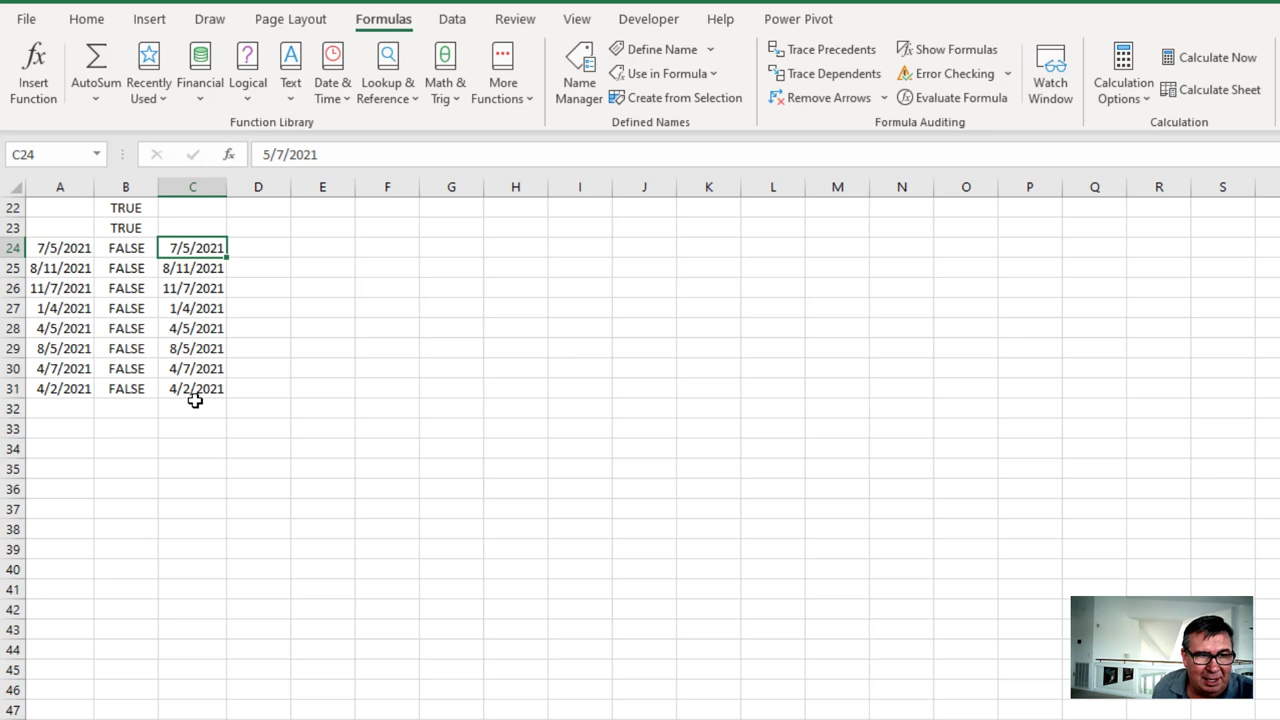 File Home Insert Draw Page Layout Formulas Data Review View Developer Help Power Pivot
Insert Function
AutoSum
Recently Used
Financial
Logical
Text
Date & Time
Lookup & Reference
Math & Trig
More Functions
Function Library
Name Manager
Define Name
Use in Formula
Create from Selection
Defined Names
Trace Precedents
Trace Dependents
Remove Arrows
Show Formulas
Error Checking
Evaluate Formula
Formula Auditing
Watch Window
Calculation Options
Calculate Now
Calculate Sheet
Calculation
C24 fx 5/7/2021
A B C D E F G H I J K L M N O P Q R S
22 TRUE
23 TRUE
24 7/5/2021 FALSE 7/5/2021
25 8/11/2021 FALSE 8/11/2021
26 11/7/2021 FALSE 11/7/2021
27 1/4/2021 FALSE 1/4/2021
28 4/5/2021 FALSE 4/5/2021
29 8/5/2021 FALSE 8/5/2021
30 4/7/2021 FALSE 4/7/2021
31 4/2/2021 FALSE 4/2/2021
32
33
34
35
36
37
38
39
40
41
42
43
44
45
46
47